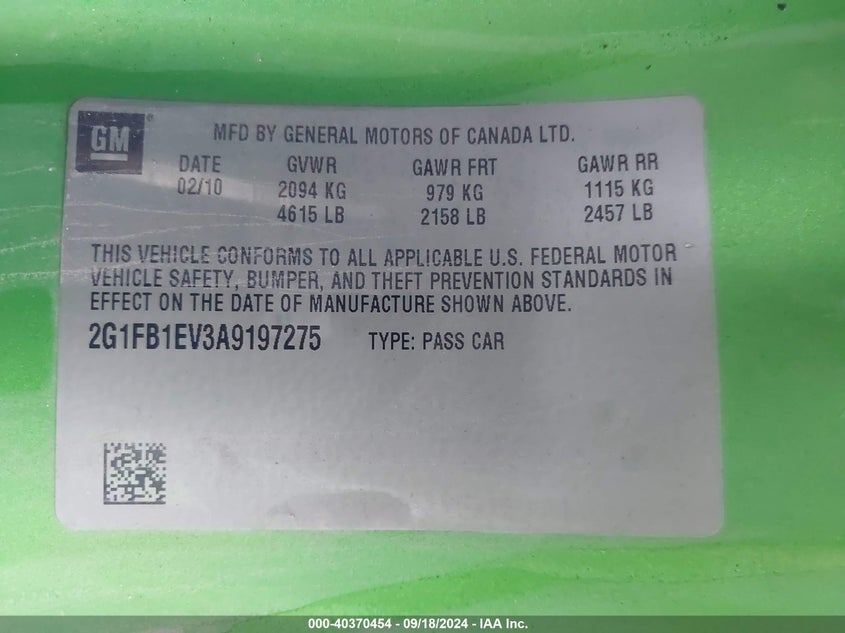 GM®
MFD BY GENERAL MOTORS OF CANADA LTD.
DATE GVWR GAWR FRT GAWR RR
02/10 2094 KG 979 KG 1115 KG
4615 LB 2158 LB 2457 LB
THIS VEHICLE CONFORMS TO ALL APPLICABLE U.S. FEDERAL MOTOR
VEHICLE SAFETY, BUMPER, AND THEFT PREVENTION STANDARDS IN
EFFECT ON THE DATE OF MANUFACTURE SHOWN ABOVE.
2G1FB1EV3A9197275 TYPE: PASS CAR
000-40370454 - 09/18/2024 - IAA Inc.